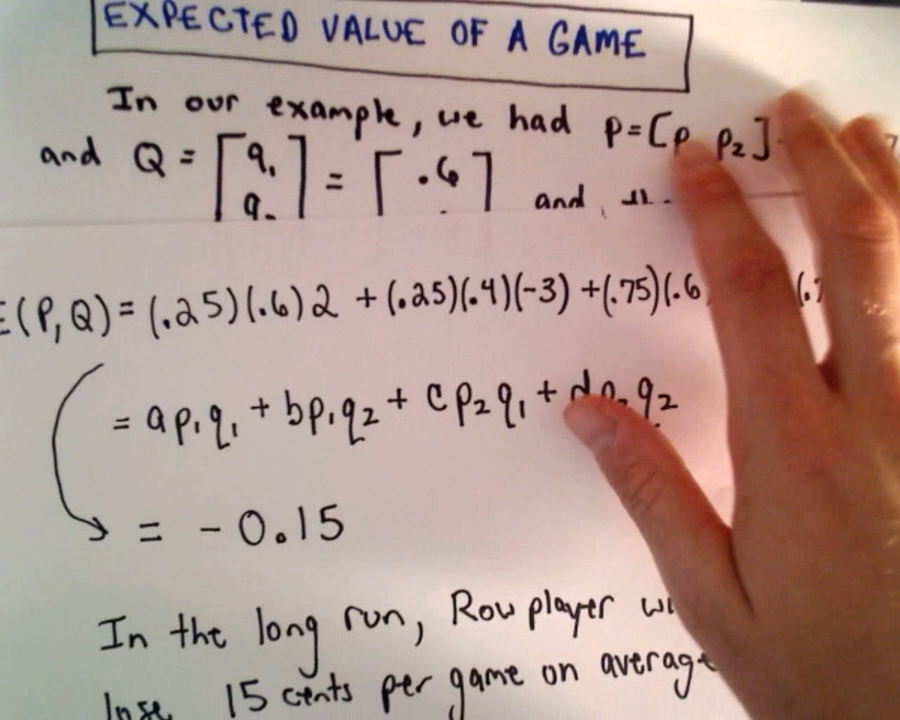 EXPECTED VALUE OF A GAME
In our example, we had P=[P₁ P₂]
and Q = [q₁ q₂] = [.6 ] and
E(P,Q) = (.25)(.6)2 + (.25)(.4)(-3) +(.75)(.6 (.7
= ap₁q₁ + bp₁q₂ + cp₂q₁ + dp₂q₂
= -0.15
In the long run, Row player
lose 15 cents per game on average